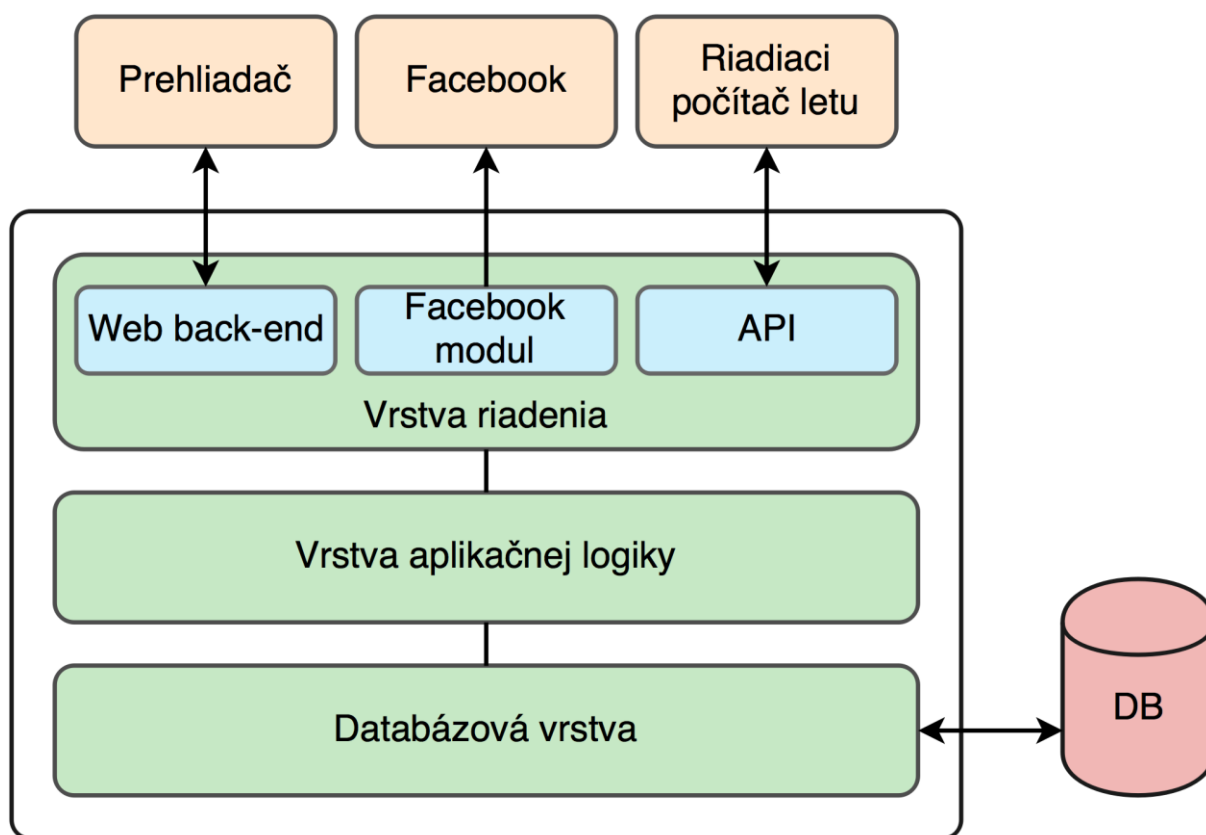 Prehliadač
Facebook
Riadiaci
počítač letu
Web back-end
Facebook
modul
API
Vrstva riadenia
Vrstva aplikačnej logiky
Databázová vrstva
DB